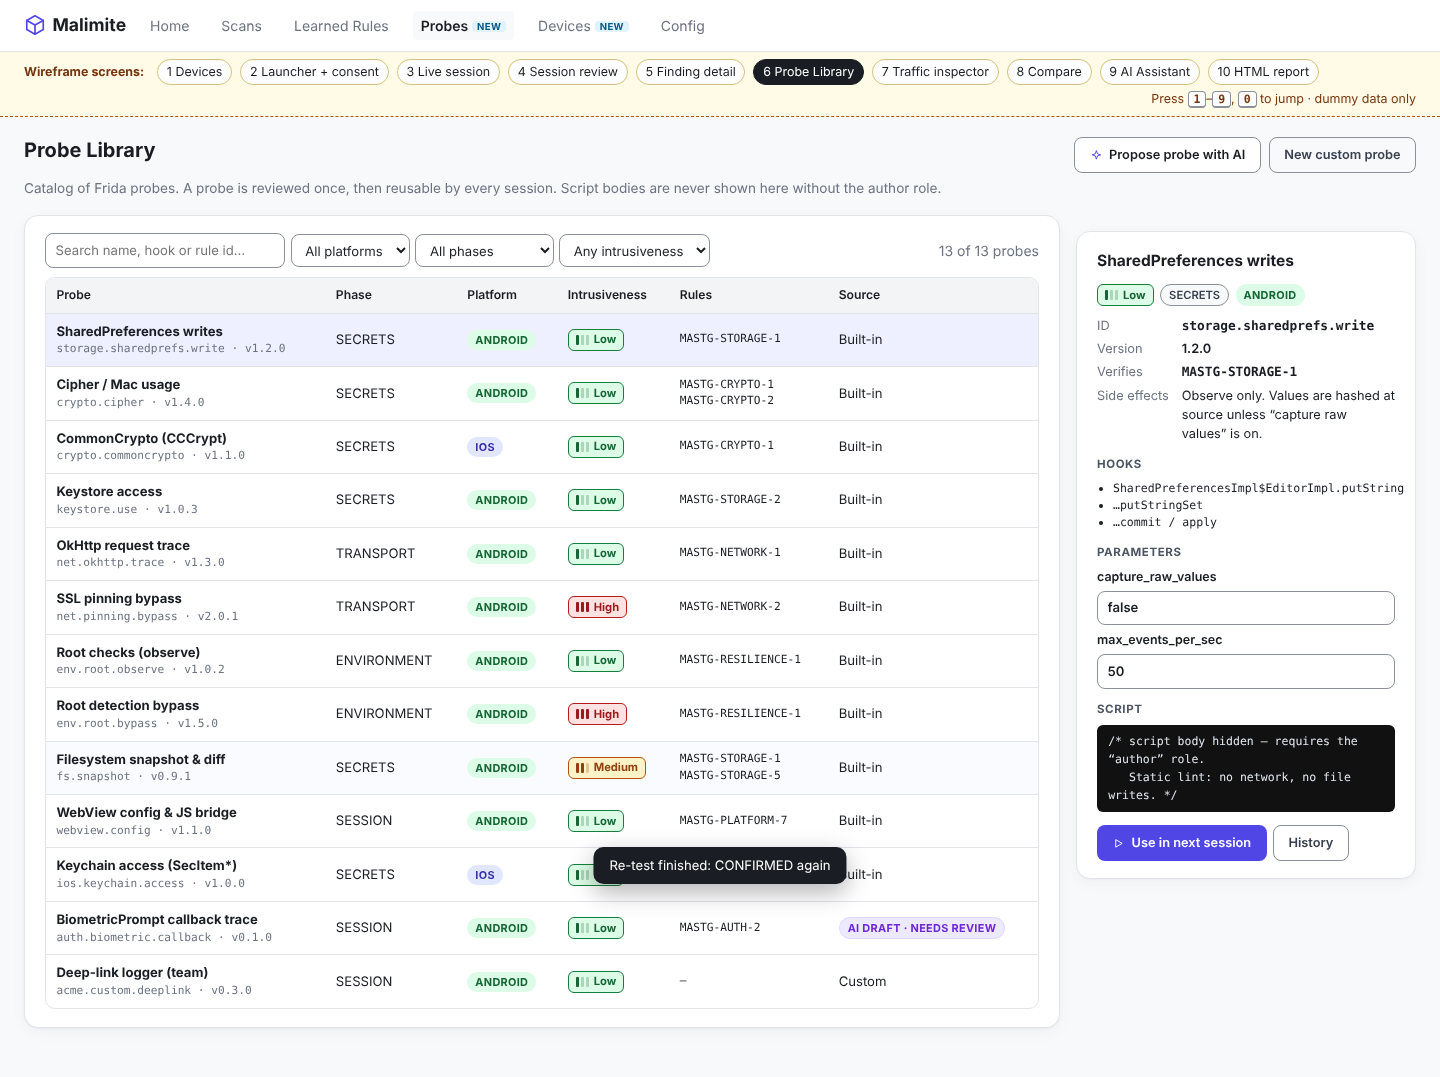 Malimite Home Scans Learned Rules Probes NEW Devices NEW Config
Wireframe screens: 1 Devices 2 Launcher + consent 3 Live session 4 Session review 5 Finding detail 6 Probe Library 7 Traffic inspector 8 Compare 9 AI Assistant 10 HTML report
Press 1–9, 0 to jump · dummy data only
Probe Library
Propose probe with AI New custom probe
Catalog of Frida probes. A probe is reviewed once, then reusable by every session. Script bodies are never shown here without the author role.
Search name, hook or rule id... All platforms All phases Any intrusiveness 13 of 13 probes
Probe Phase Platform Intrusiveness Rules Source
SharedPreferences writes
storage.sharedprefs.write · v1.2.0
SECRETS ANDROID Low MASTG-STORAGE-1 Built-in
Cipher / Mac usage
crypto.cipher · v1.4.0
SECRETS ANDROID Low MASTG-CRYPTO-1
MASTG-CRYPTO-2
Built-in
CommonCrypto (CCCrypt)
crypto.commoncrypto · v1.1.0
SECRETS IOS Low MASTG-CRYPTO-1 Built-in
Keystore access
keystore.use · v1.0.3
SECRETS ANDROID Low MASTG-STORAGE-2 Built-in
OkHttp request trace
net.okhttp.trace · v1.3.0
TRANSPORT ANDROID Low MASTG-NETWORK-1 Built-in
SSL pinning bypass
net.pinning.bypass · v2.0.1
TRANSPORT ANDROID High MASTG-NETWORK-2 Built-in
Root checks (observe)
env.root.observe · v1.0.2
ENVIRONMENT ANDROID Low MASTG-RESILIENCE-1 Built-in
Root detection bypass
env.root.bypass · v1.5.0
ENVIRONMENT ANDROID High MASTG-RESILIENCE-1 Built-in
Filesystem snapshot & diff
fs.snapshot · v0.9.1
SECRETS ANDROID Medium MASTG-STORAGE-1
MASTG-STORAGE-5
Built-in
WebView config & JS bridge
webview.config · v1.1.0
SESSION ANDROID Low MASTG-PLATFORM-7 Built-in
Keychain access (SecItem*)
ios.keychain.access · v1.0.0
SECRETS IOS
Re-test finished: CONFIRMED again
BiometricPrompt callback trace
auth.biometric.callback · v0.1.0
SESSION ANDROID Low MASTG-AUTH-2 AI DRAFT · NEEDS REVIEW
Deep-link logger (team)
acme.custom.deeplink · v0.3.0
SESSION ANDROID Low – Custom
SharedPreferences writes
Low SECRETS ANDROID
ID storage.sharedprefs.write
Version 1.2.0
Verifies MASTG-STORAGE-1
Side effects Observe only. Values are hashed at
source unless “capture raw
values” is on.
HOOKS
• SharedPreferencesImpl$EditorImpl.putString
• …putStringSet
• …commit / apply
PARAMETERS
capture_raw_values
false
max_events_per_sec
50
SCRIPT
/* script body hidden — requires the
“author” role.
Static lint: no network, no file
writes. */
Use in next session History